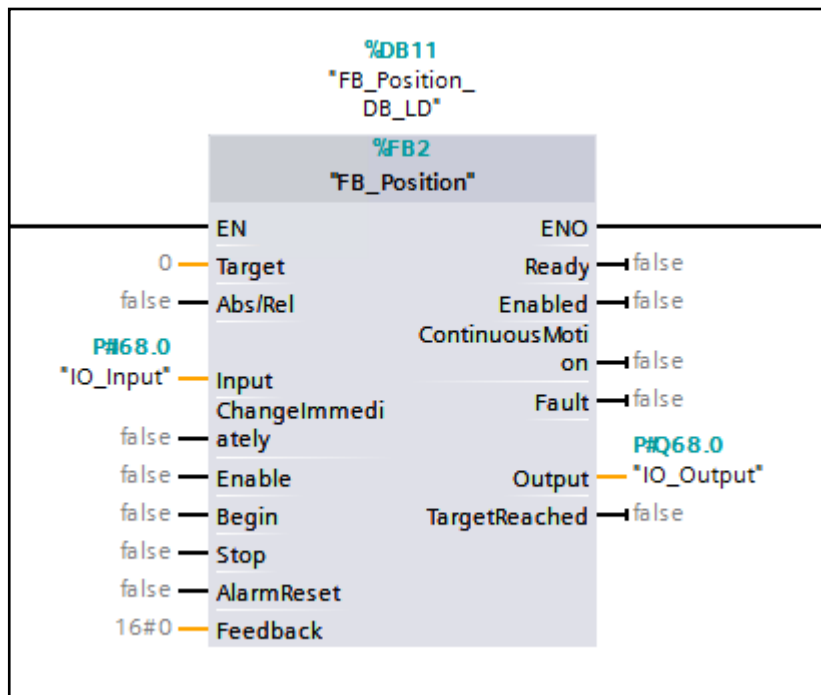 %DB11
"FB_Position_
DB_LD"
%FB2
"FB_Position"
EN ENO
0 Target Ready false
false Abs/Rel Enabled false
ContinuousMoti
on false
P#I68.0
"IO_Input" Input
Fault false
ChangeImmedi
false ately
P#Q68.0
false Enable Output "IO_Output"
false Begin TargetReached false
false Stop
false AlarmReset
16#0 Feedback